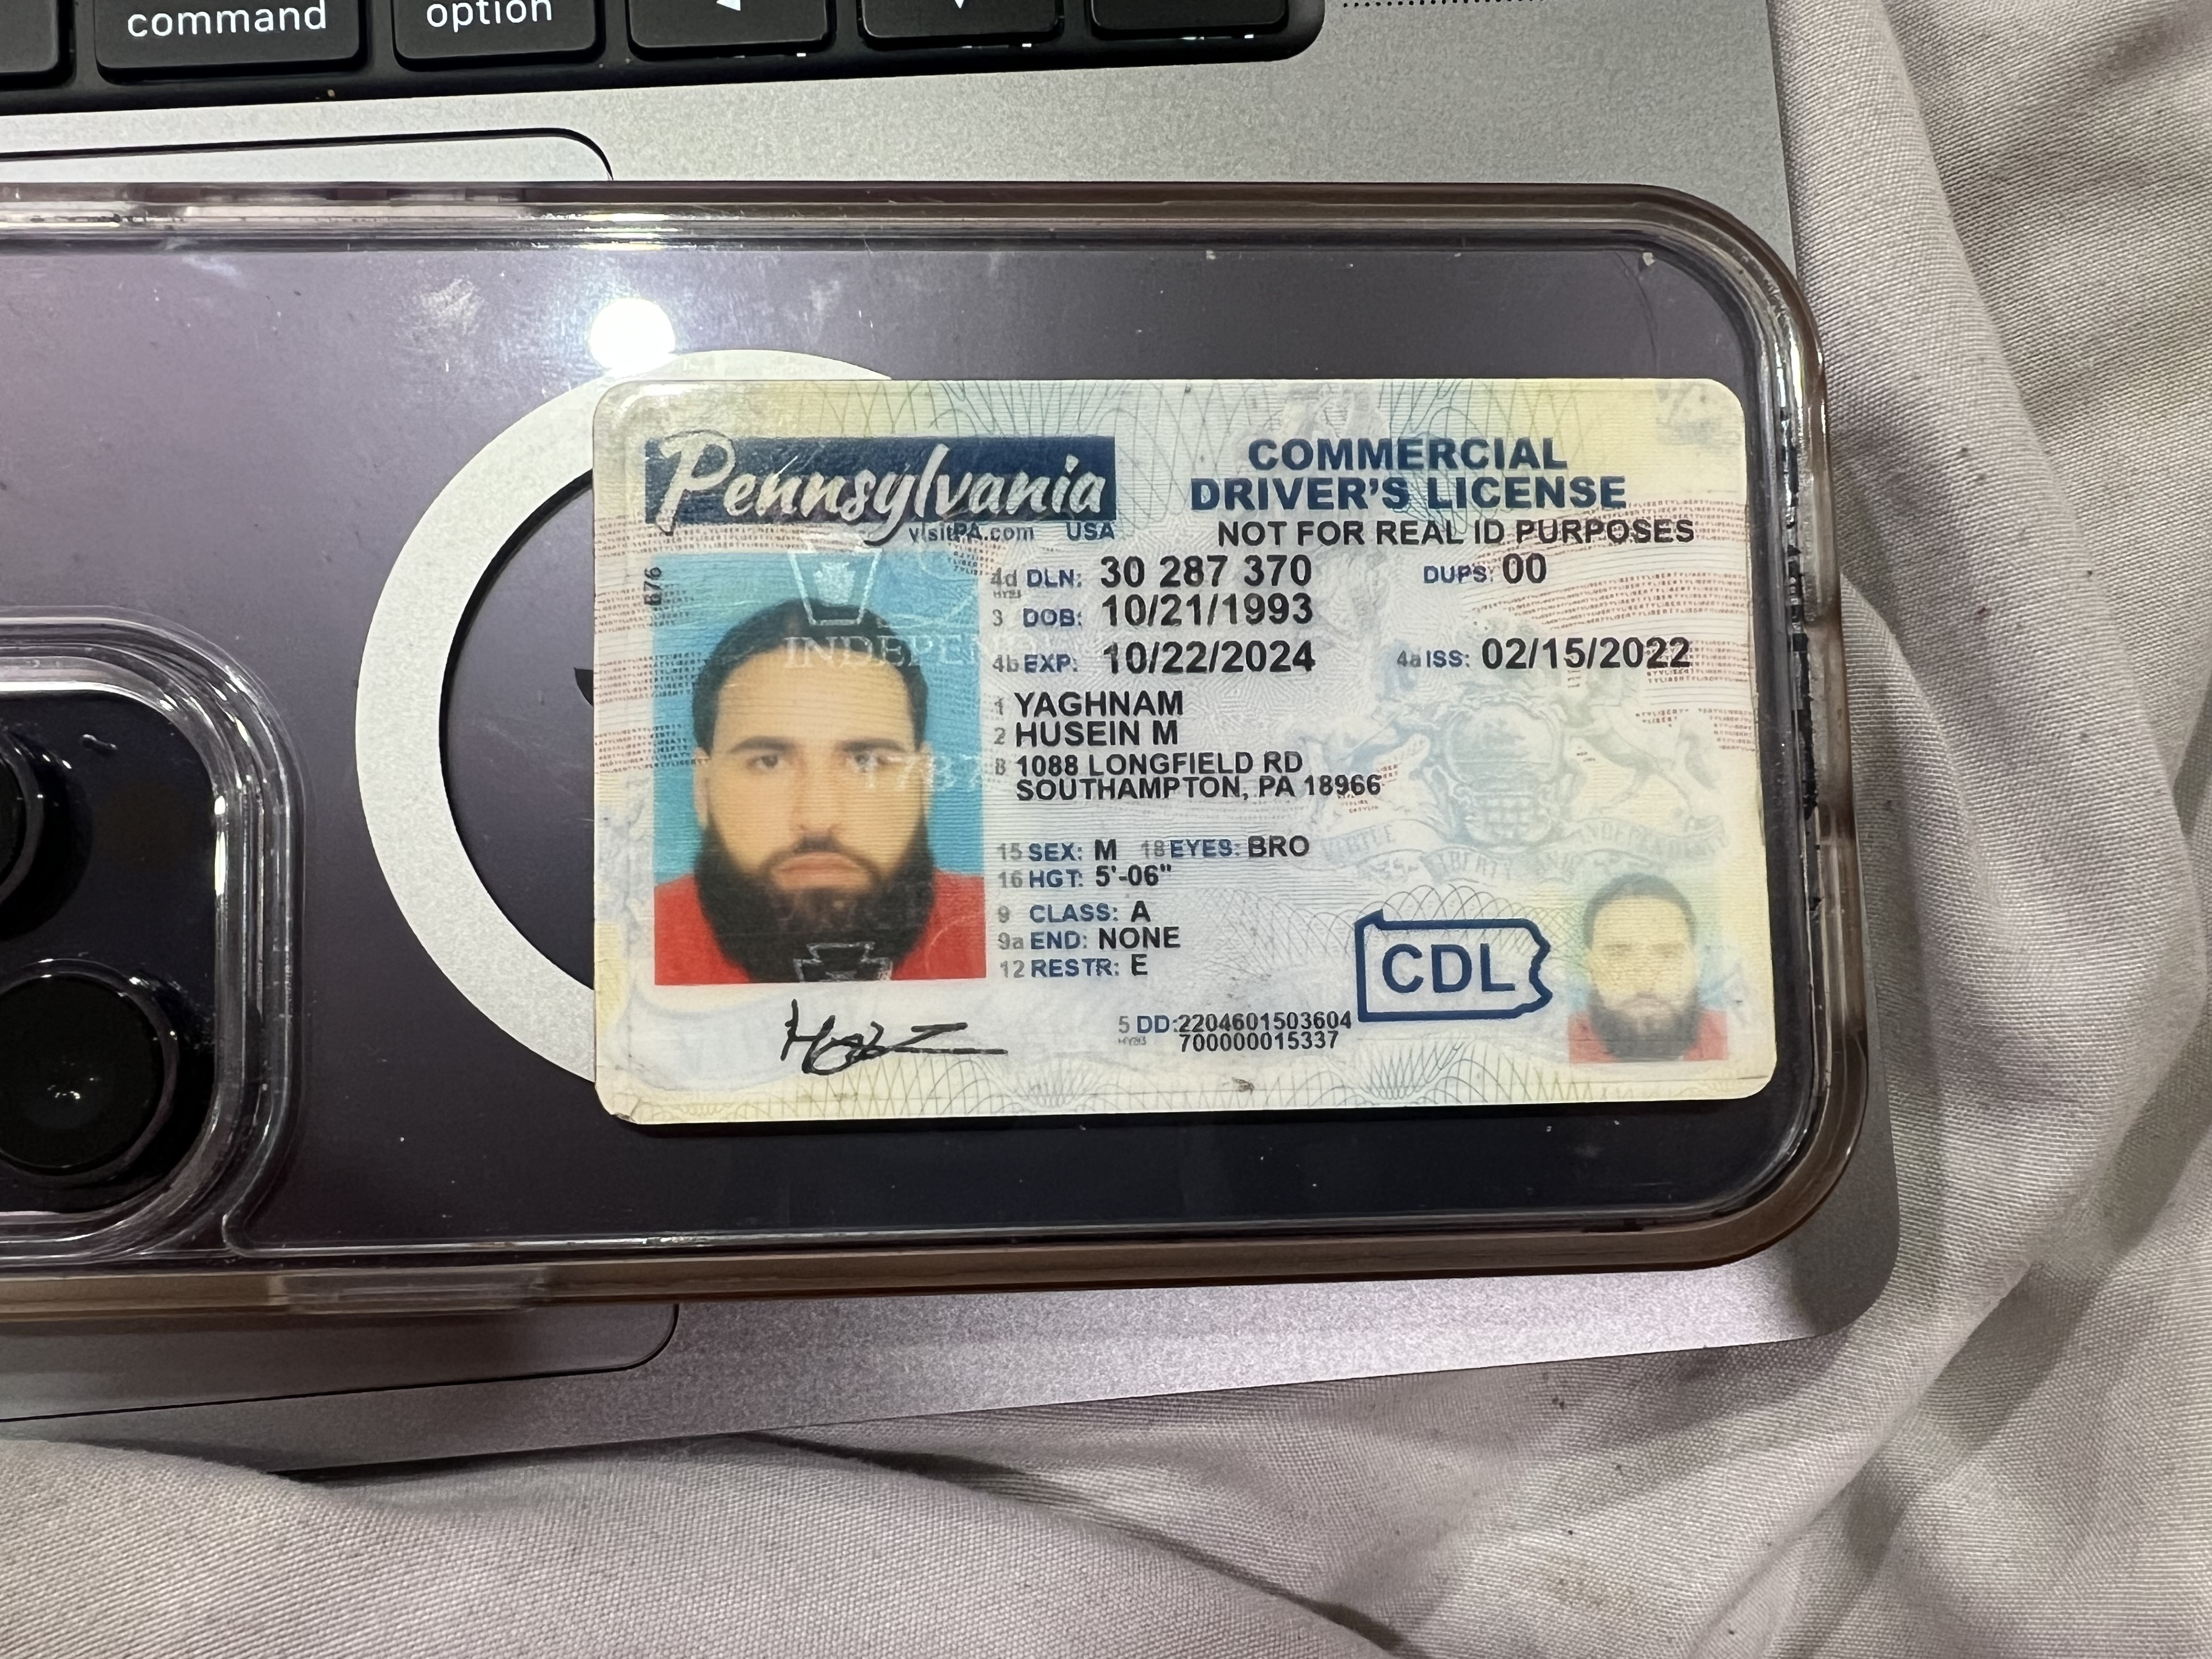 command
option
Pennsylvania
visitPA.com USA
COMMERCIAL
DRIVER'S LICENSE
NOT FOR REAL ID PURPOSES
676
4d DLN: 30 287 370
DUPS: 00
3 DOB: 10/21/1993
4b EXP: 10/22/2024
4a ISS: 02/15/2022
1 YAGHNAM
2 HUSEIN M
8 1088 LONGFIELD RD
SOUTHAMPTON, PA 18966
15 SEX: M 18 EYES: BRO
16 HGT: 5'-06"
9 CLASS: A
9a END: NONE
12 RESTR: E
5 DD: 2204601503604
700000015337
CDL